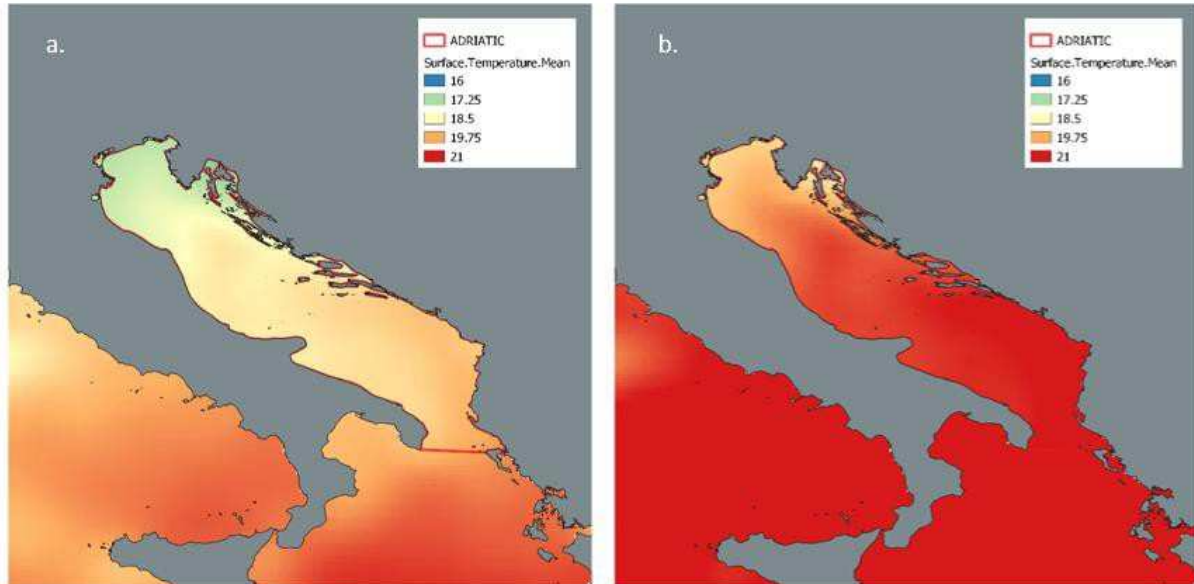 a.
ADRIATIC
Surface.Temperature.Mean
16
17.25
18.5
19.75
21
b.
ADRIATIC
Surface.Temperature.Mean
16
17.25
18.5
19.75
21